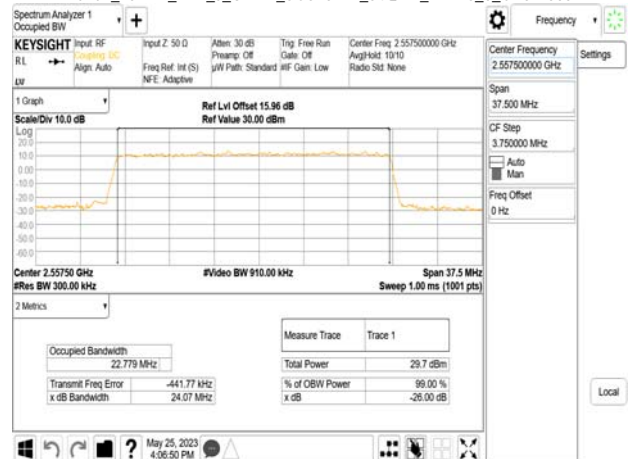 Spectrum Analyzer 1
Occupied BW
Frequency
KEYSIGHT Input: RF Input Z: 50 Ω Atten: 30 dB Trig: Free Run Center Freq: 2.557500000 GHz
RL Coupling: DC Preamp: Off Gate: Off Avg|Hold: 10/10
Align: Auto Freq Ref: Int (S) µW Path: Standard #IF Gain: Low Radio Std: None
NFE: Adaptive
Center Frequency
2.557500000 GHz
Settings
Span
37.500 MHz
CF Step
3.750000 MHz
Auto
Man
Freq Offset
0 Hz
1 Graph
Ref Lvl Offset 15.96 dB
Scale/Div 10.0 dB Ref Value 30.00 dBm
Log
20.0
10.0
0.00
-10.0
-20.0
-30.0
-40.0
-50.0
-60.0
Center 2.55750 GHz #Video BW 910.00 kHz Span 37.5 MHz
#Res BW 300.00 kHz Sweep 1.00 ms (1001 pts)
2 Metrics
Measure Trace Trace 1
Occupied Bandwidth
22.779 MHz Total Power 29.7 dBm
Transmit Freq Error -441.77 kHz % of OBW Power 99.00 %
x dB Bandwidth 24.07 MHz x dB -26.00 dB
Local
May 25, 2023
4:06:50 PM